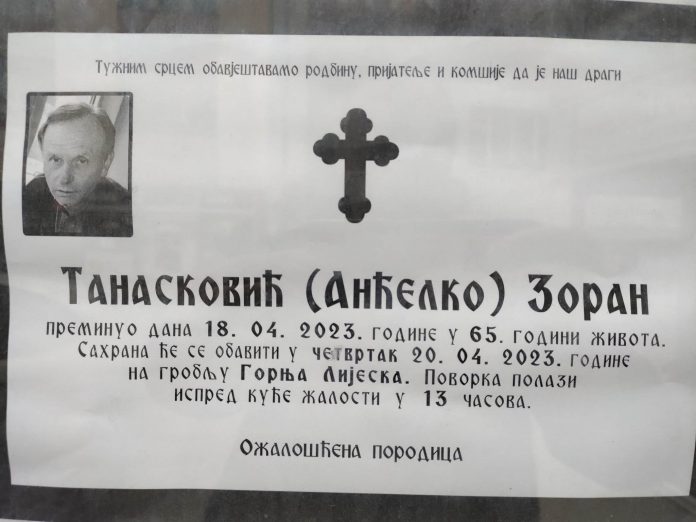 Тужним срцем обавјештавамо родбину, пријатеље и комшије да је наш драги
Танасковић (Анђелко) Зоран
преминуо дана 18. 04. 2023. године у 65. години живота.
Сахрана ће се обавити у четвртак 20. 04. 2023. године
на гробљу Горња Лијеска. Поворка полази
испред куће жалости у 13 часова.
Ожалошћена породица